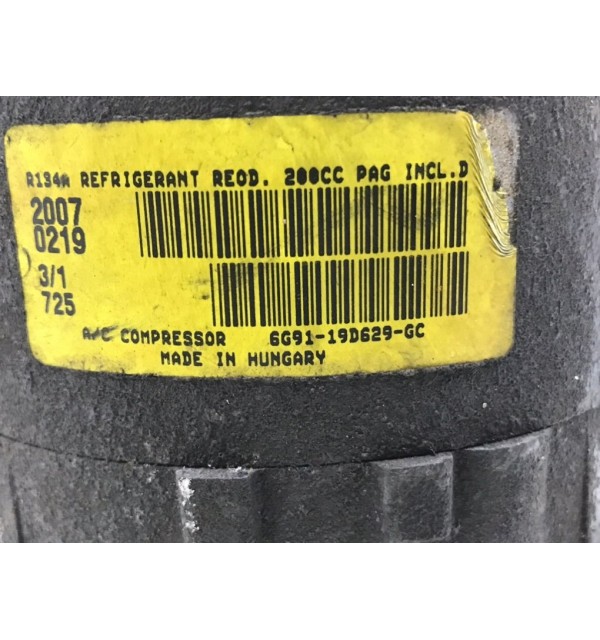 R134A REFRIGERANT REQD. 200CC PAG INCL.D
2007
0219
3/1
725
A/C COMPRESSOR 6G91-19D629-GC
MADE IN HUNGARY